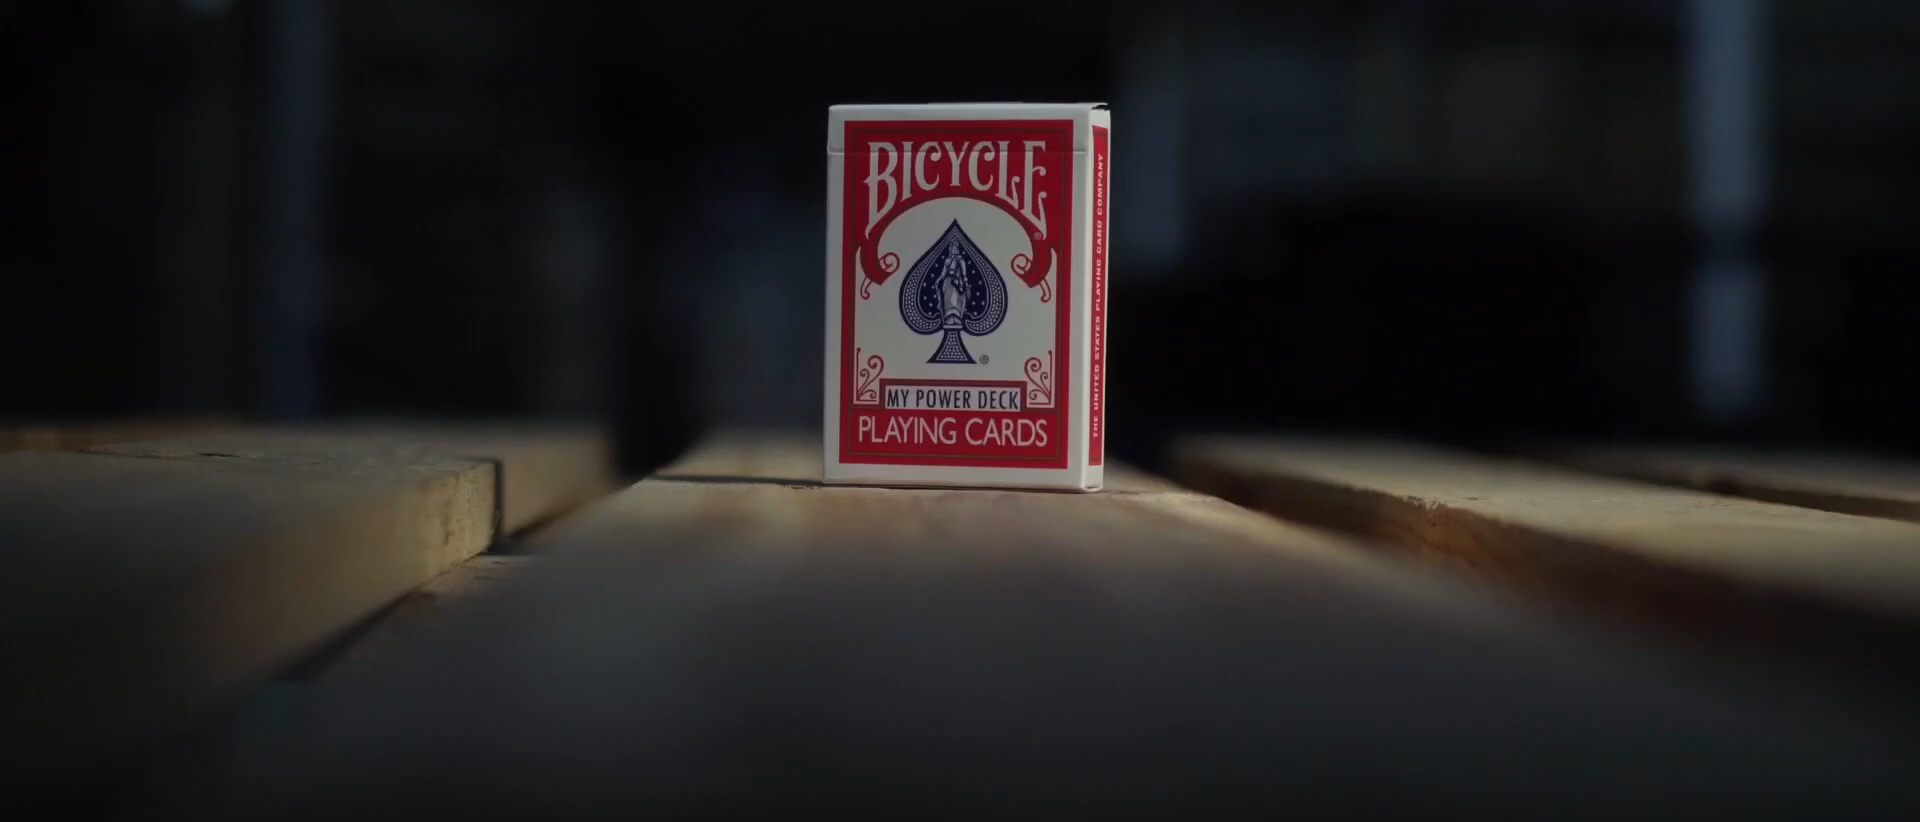 BICYCLE
®
®
MY POWER DECK
PLAYING CARDS
THE UNITED STATES PLAYING CARD COMPANY